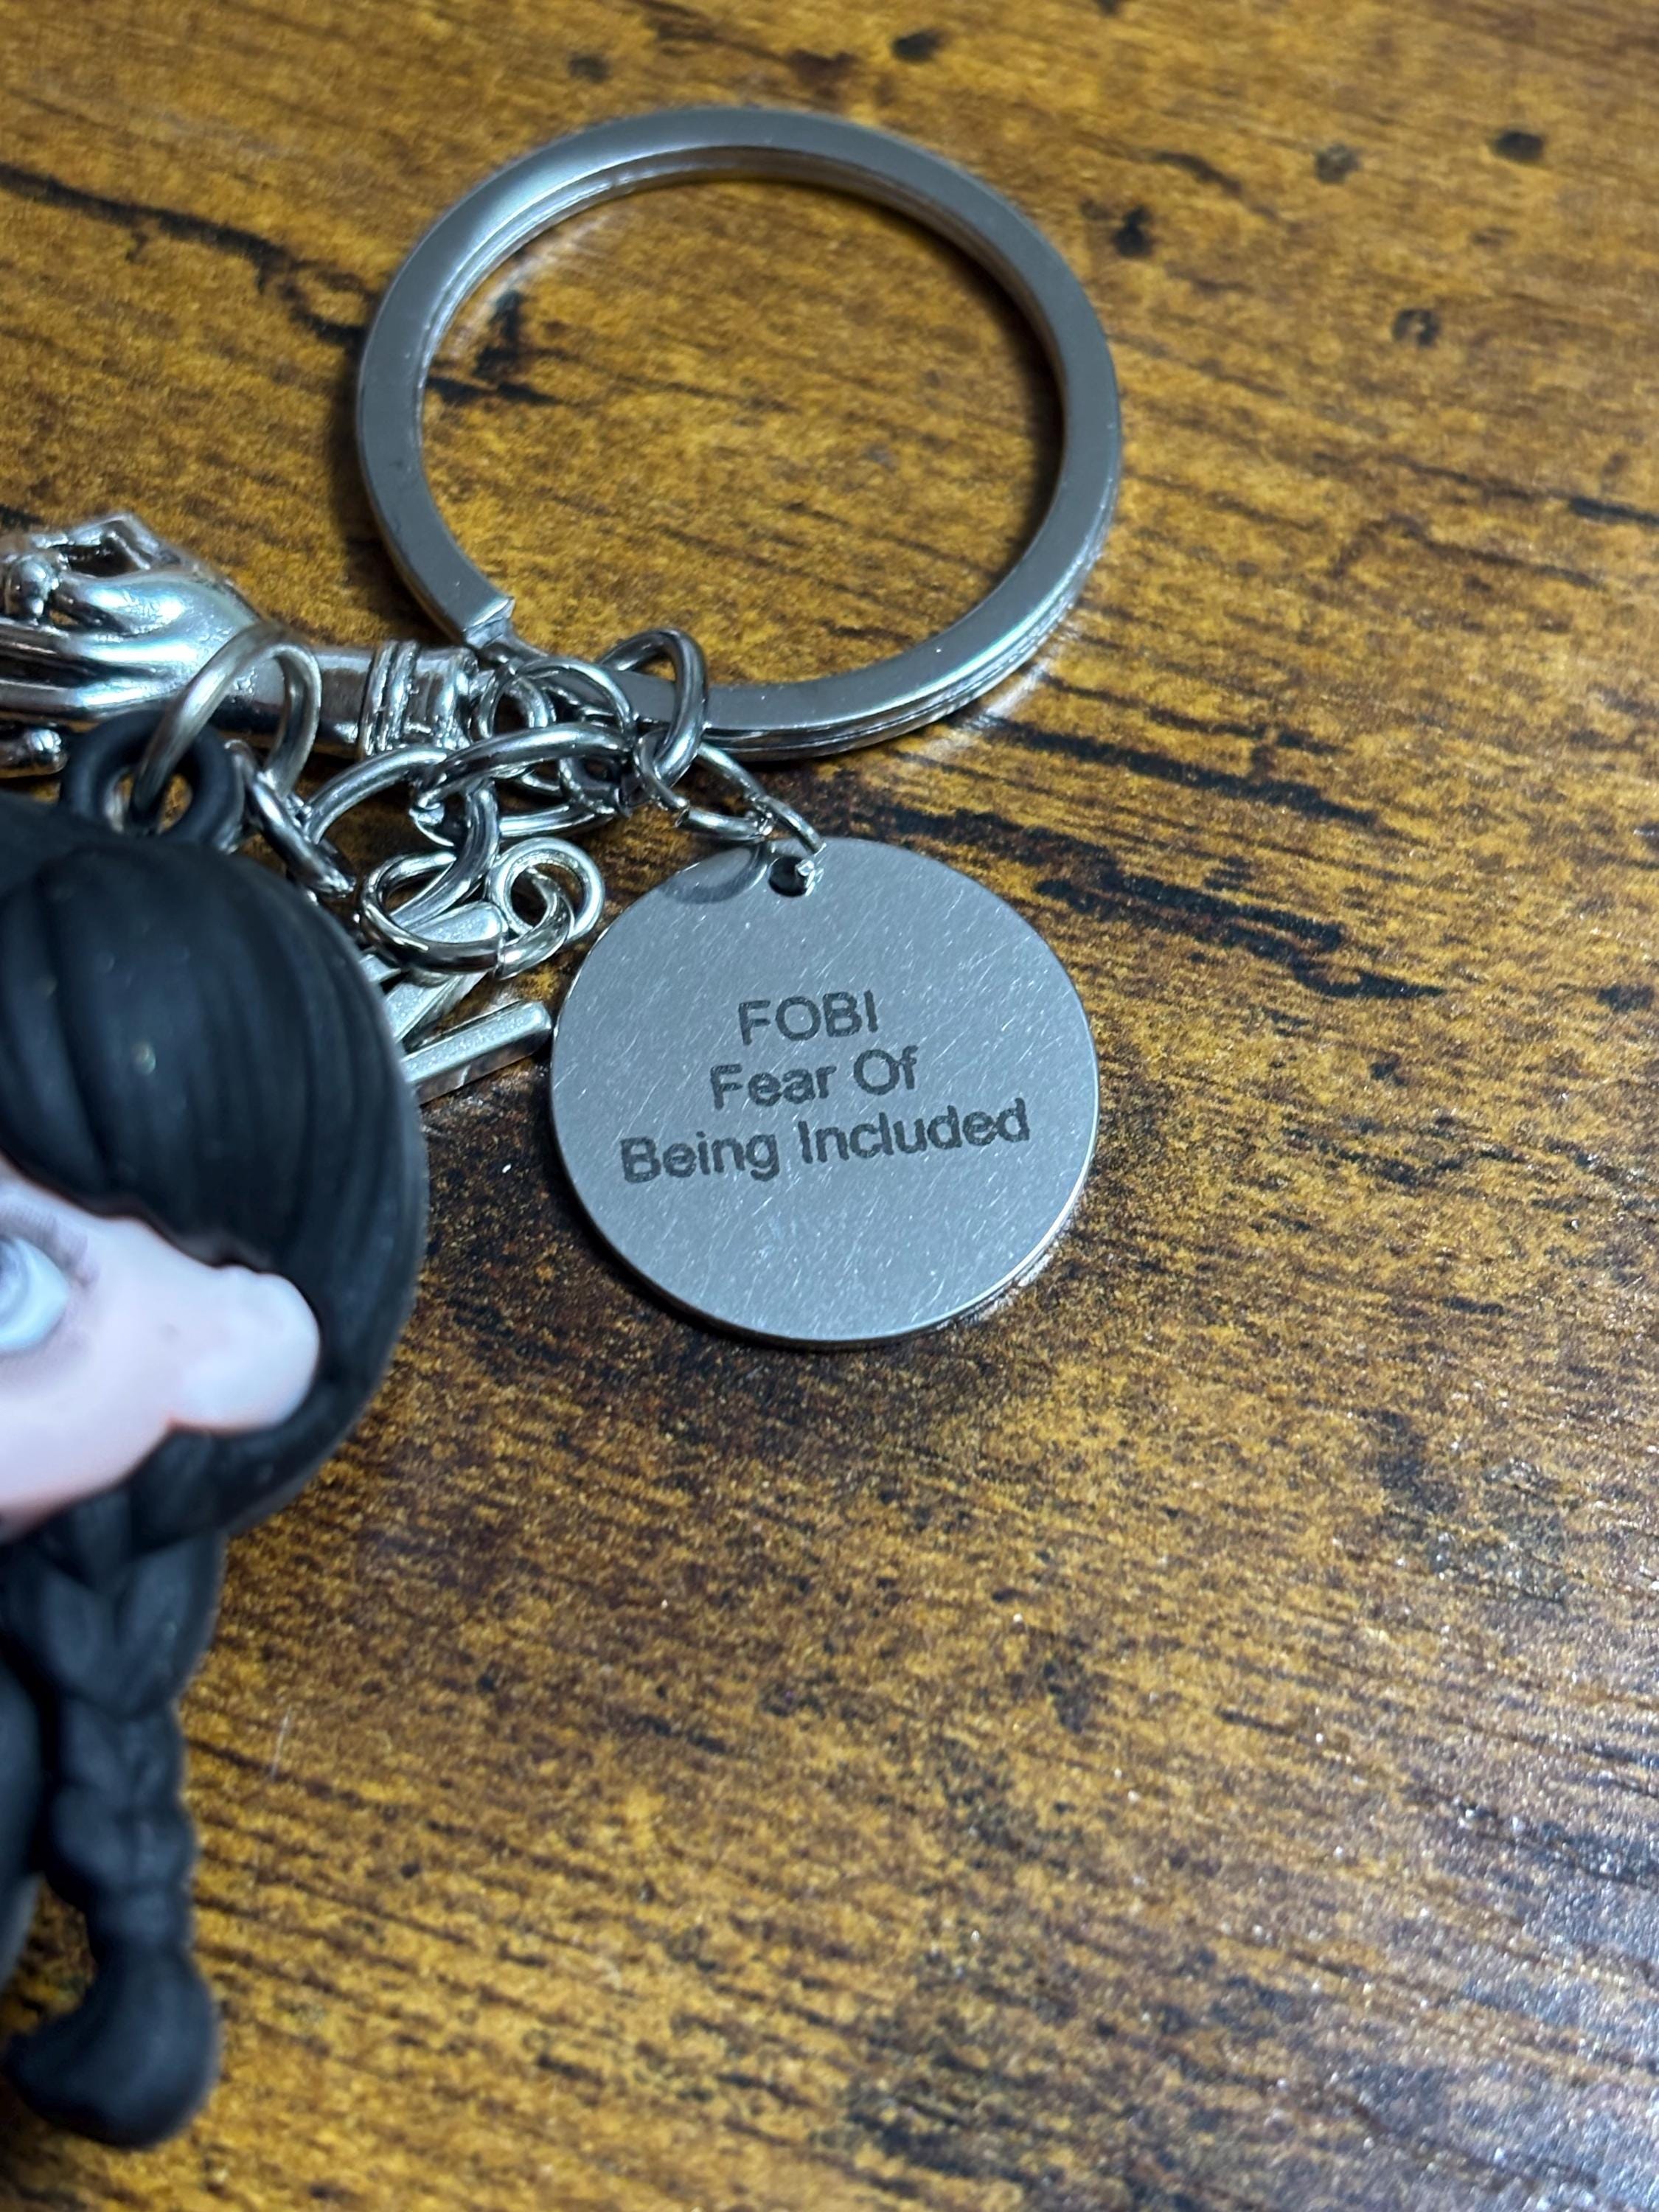 FOBI
Fear Of
Being Included